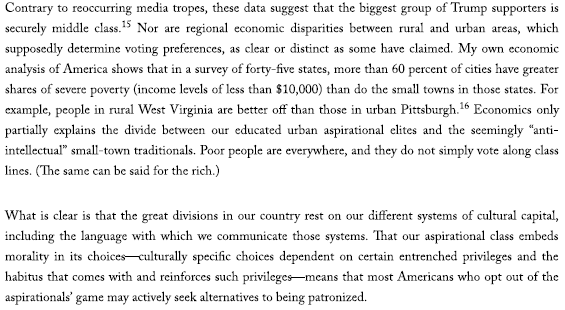 Contrary to reoccurring media tropes, these data suggest that the biggest group of Trump supporters is
securely middle class.15 Nor are regional economic disparities between rural and urban areas, which
supposedly determine voting preferences, as clear or distinct as some have claimed. My own economic
analysis of America shows that in a survey of forty-five states, more than 60 percent of cities have greater
shares of severe poverty (income levels of less than $10,000) than do the small towns in those states. For
example, people in rural West Virginia are better off than those in urban Pittsburgh.16 Economics only
partially explains the divide between our educated urban aspirational elites and the seemingly “anti-
intellectual” small-town traditionals. Poor people are everywhere, and they do not simply vote along class
lines. (The same can be said for the rich.)
What is clear is that the great divisions in our country rest on our different systems of cultural capital,
including the language with which we communicate those systems. That our aspirational class embeds
morality in its choices—culturally specific choices dependent on certain entrenched privileges and the
habitus that comes with and reinforces such privileges—means that most Americans who opt out of the
aspirationals’ game may actively seek alternatives to being patronized.